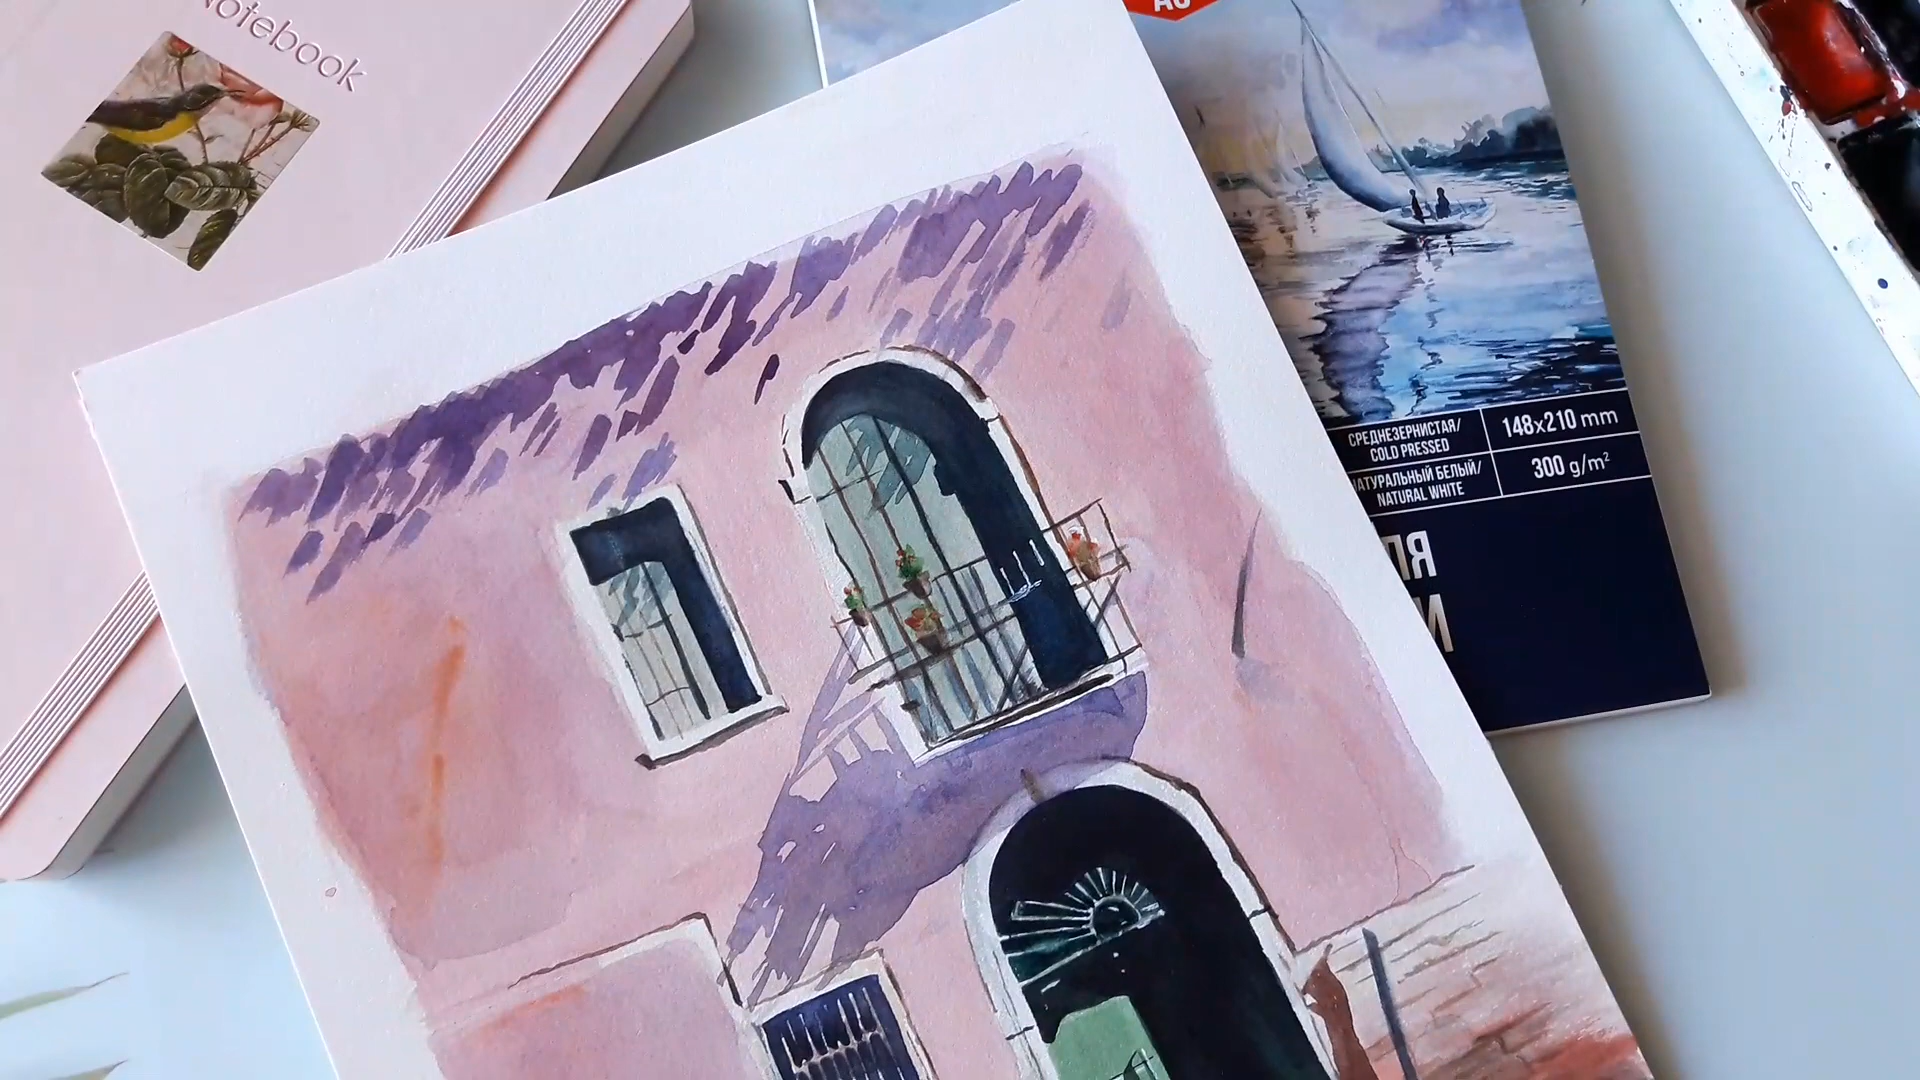 Notebook
СРЕДНЕЗЕРНИСТАЯ/
COLD PRESSED
148x210 mm
НАТУРАЛЬНЫЙ БЕЛЫЙ/
NATURAL WHITE
300 g/m²